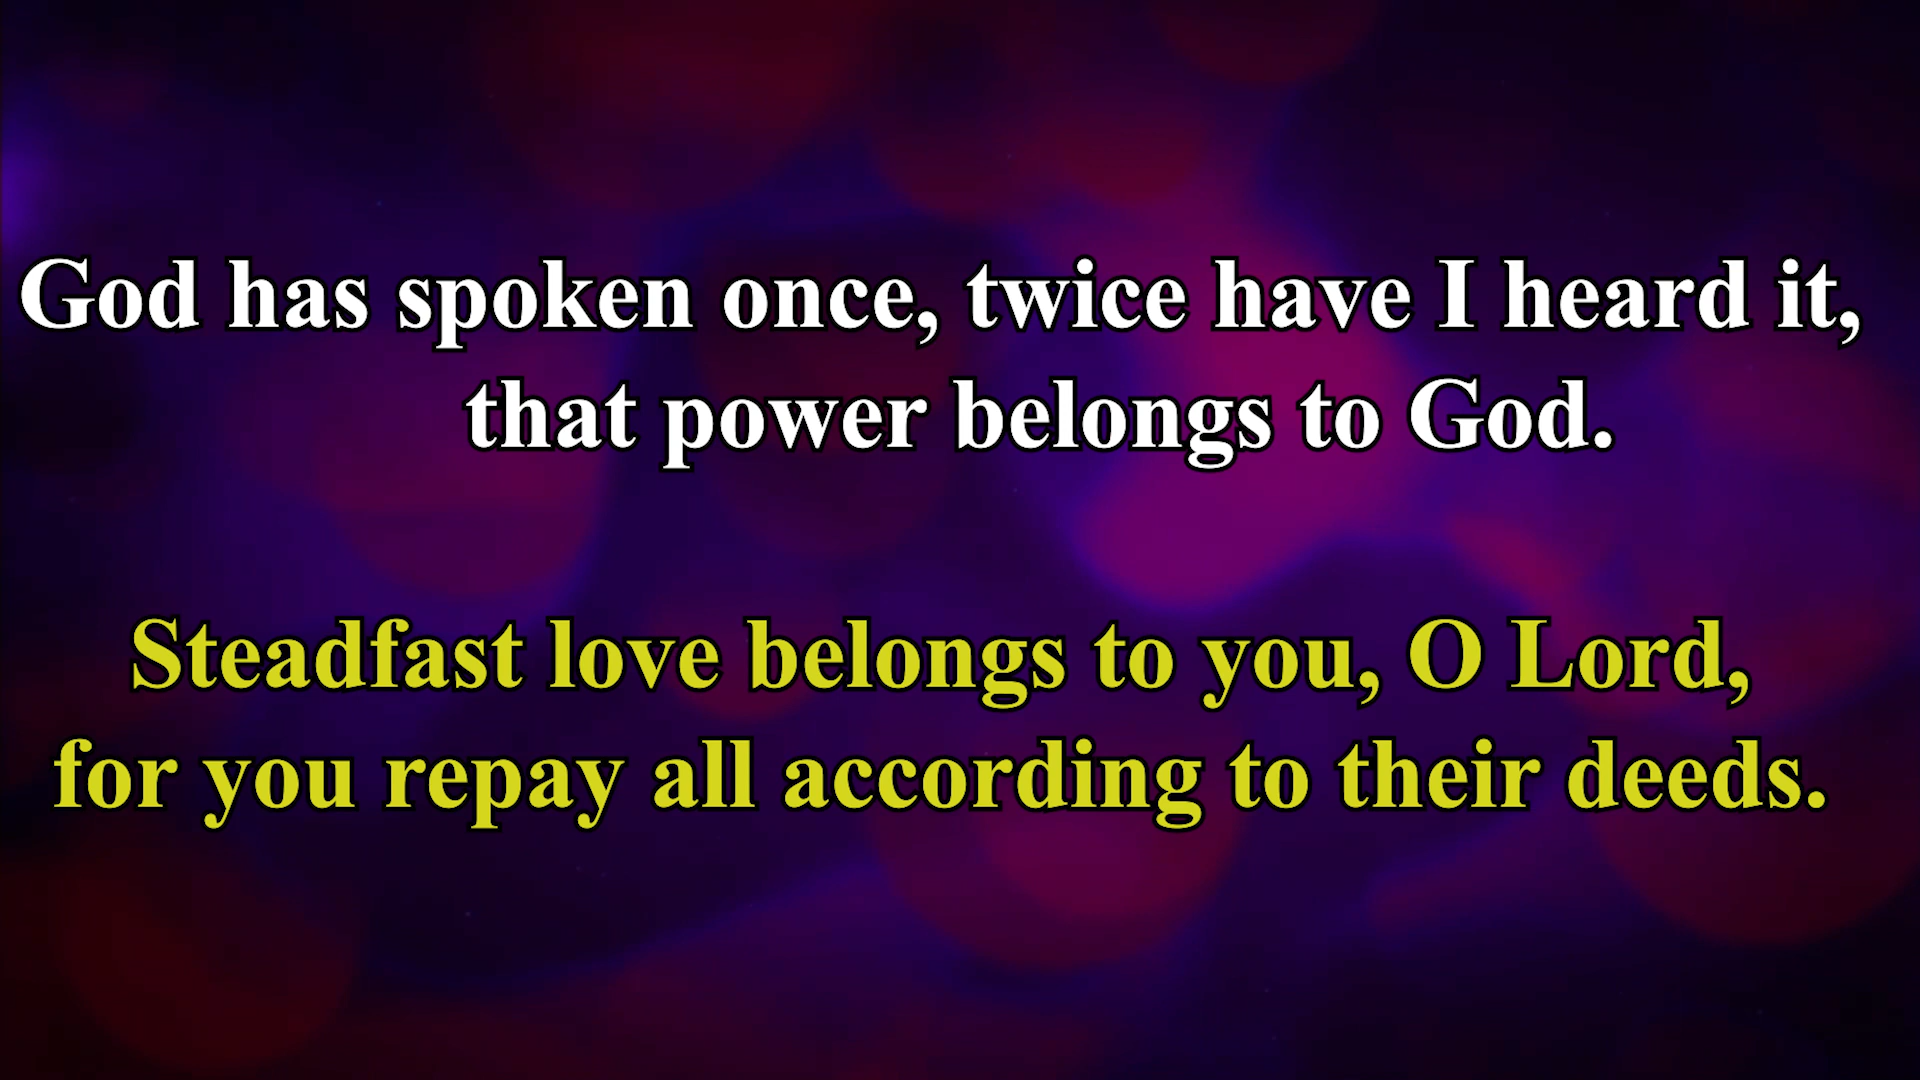 God has spoken once, twice have I heard it,
that power belongs to God.
Steadfast love belongs to you, O Lord,
for you repay all according to their deeds.